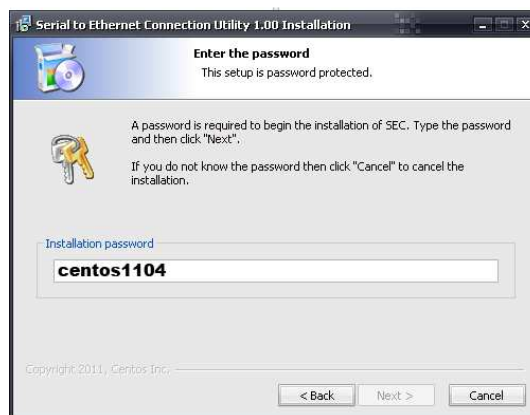 Serial to Ethernet Connection Utility 1.00 Installation
Enter the password
This setup is password protected.
A password is required to begin the installation of SEC. Type the password
and then click "Next".
If you do not know the password then click "Cancel" to cancel the
installation.
Installation password
centos1104
Copyright 2011, Centos Inc.
< Back
Next >
Cancel